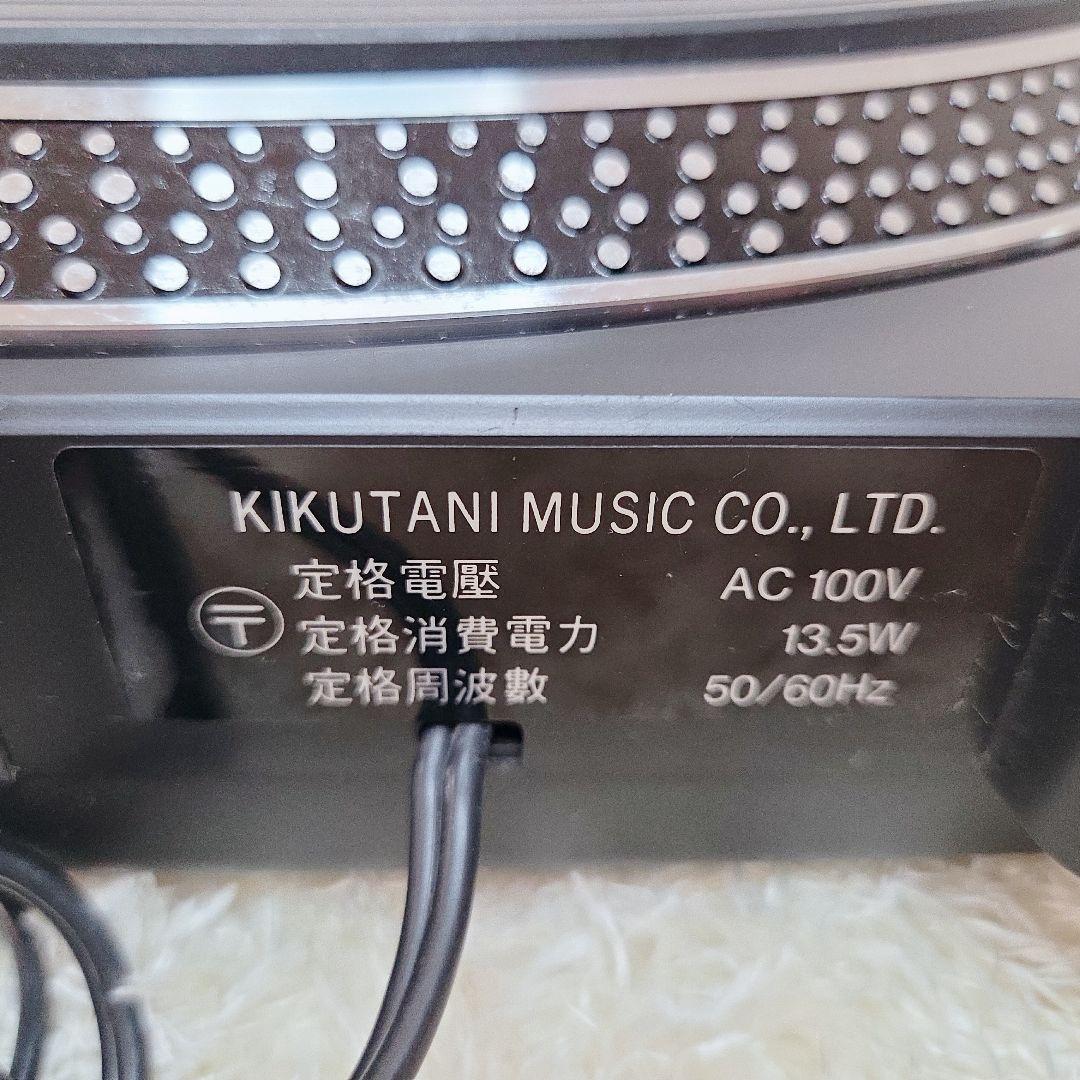 KIKUTANI MUSIC CO., LTD.
定格電壓 AC 100V
〒 定格消費電力 13.5W
定格周波數 50/60Hz